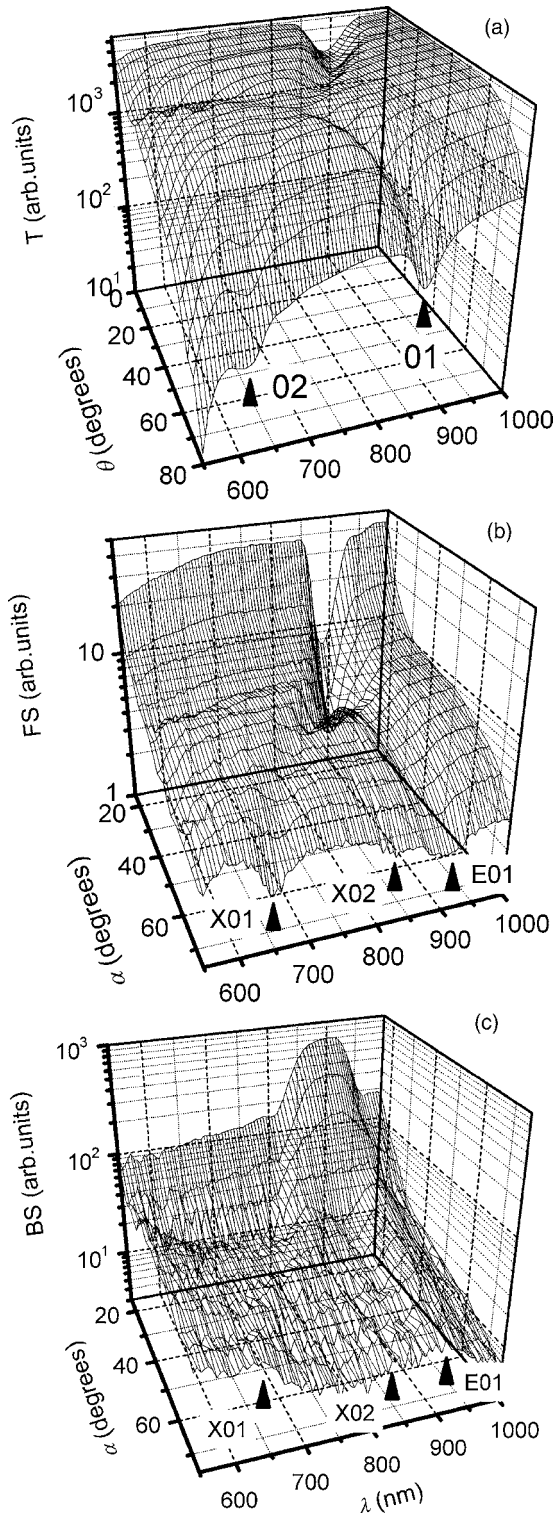 (a)
T (arb.units)
10³
10²
10¹
0
20
40
60
80
θ (degrees)
02
01
600
700
800
900
1000
(b)
FS (arb.units)
10
1
20
40
60
α (degrees)
X01
X02
E01
600
700
800
900
1000
(c)
BS (arb.units)
10³
10²
10¹
20
40
60
α (degrees)
X01
X02
E01
600
700
800
900
1000
λ (nm)